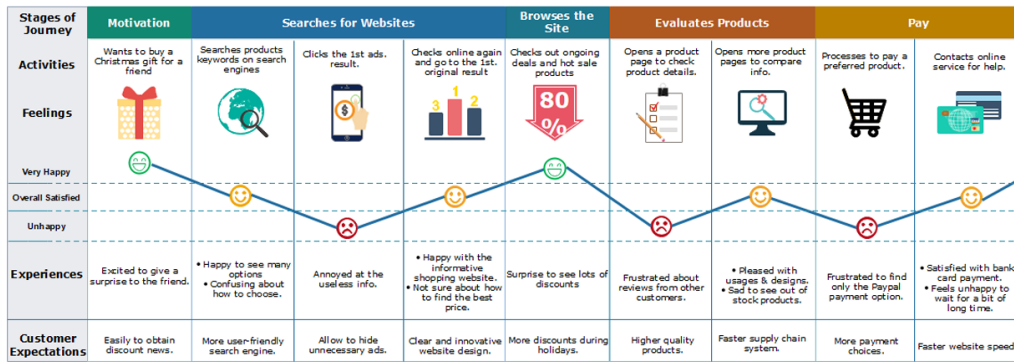 Stages of
Journey
Motivation
Searches for Websites
Browses the
Site
Evaluates Products
Pay
Activities
Wants to buy a
Christmas gift for a
friend
Searches products
keywords on search
engines
Clicks the 1st ads.
result.
Checks online again
and go to the 1st.
original result
Checks out ongoing
deals and hot sale
products
Opens a product
page to check
product details.
Opens more product
pages to compare
info.
Processes to pay a
preferred product.
Contacts online
service for help.
Feelings
3 1 2
80
%
Very Happy
Overall Satisfied
Unhappy
Experiences
Excited to give a
surprise to the friend.
• Happy to see many
options
• Confusing about
how to choose.
Annoyed at the
useless info.
• Happy with the
informative
shopping website.
• Not sure about how
to find the best
price.
Surprise to see lots of
discounts
Frustrated about
reviews from other
customers.
• Pleased with
usages & designs.
• Sad to see out of
stock products.
Frustrated to find
only the Paypal
payment option.
• Satisfied with bank
card payment.
• Feels unhappy to
wait for a bit of
long time.
Customer
Expectations
Easily to obtain
discount news.
More user-friendly
search engine.
Allow to hide
unnecessary ads.
Clear and innovative
website design.
More discounts during
holidays.
Higher quality
products.
Faster supply chain
system.
More payment
choices.
Faster website speed